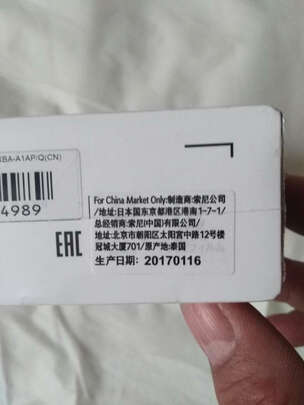 BA-A1AP/Q(CN)
4989
EAC
For China Market Only:制造商:索尼公司
/地址:日本国东京都港区港南1-7-1/
总经销商:索尼(中国)有限公司/
/地址:北京市朝阳区太阳宫中路12号楼
冠城大厦701/原产地:泰国
生产日期: 20170116